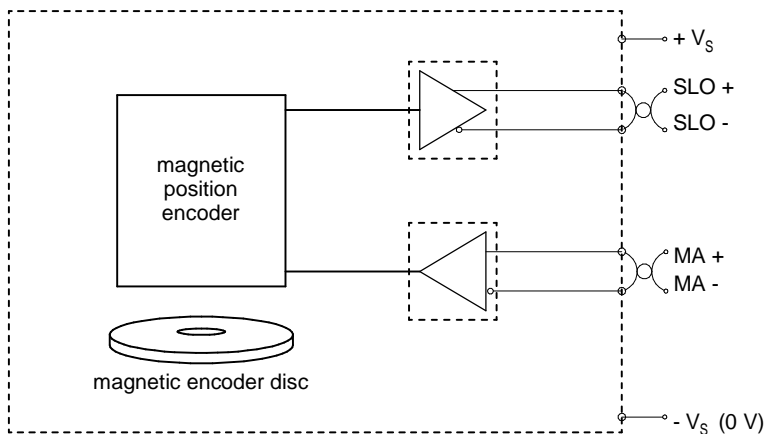 + V_S
SLO +
SLO -
magnetic
position
encoder
MA +
MA -
magnetic encoder disc
- V_S (0 V)